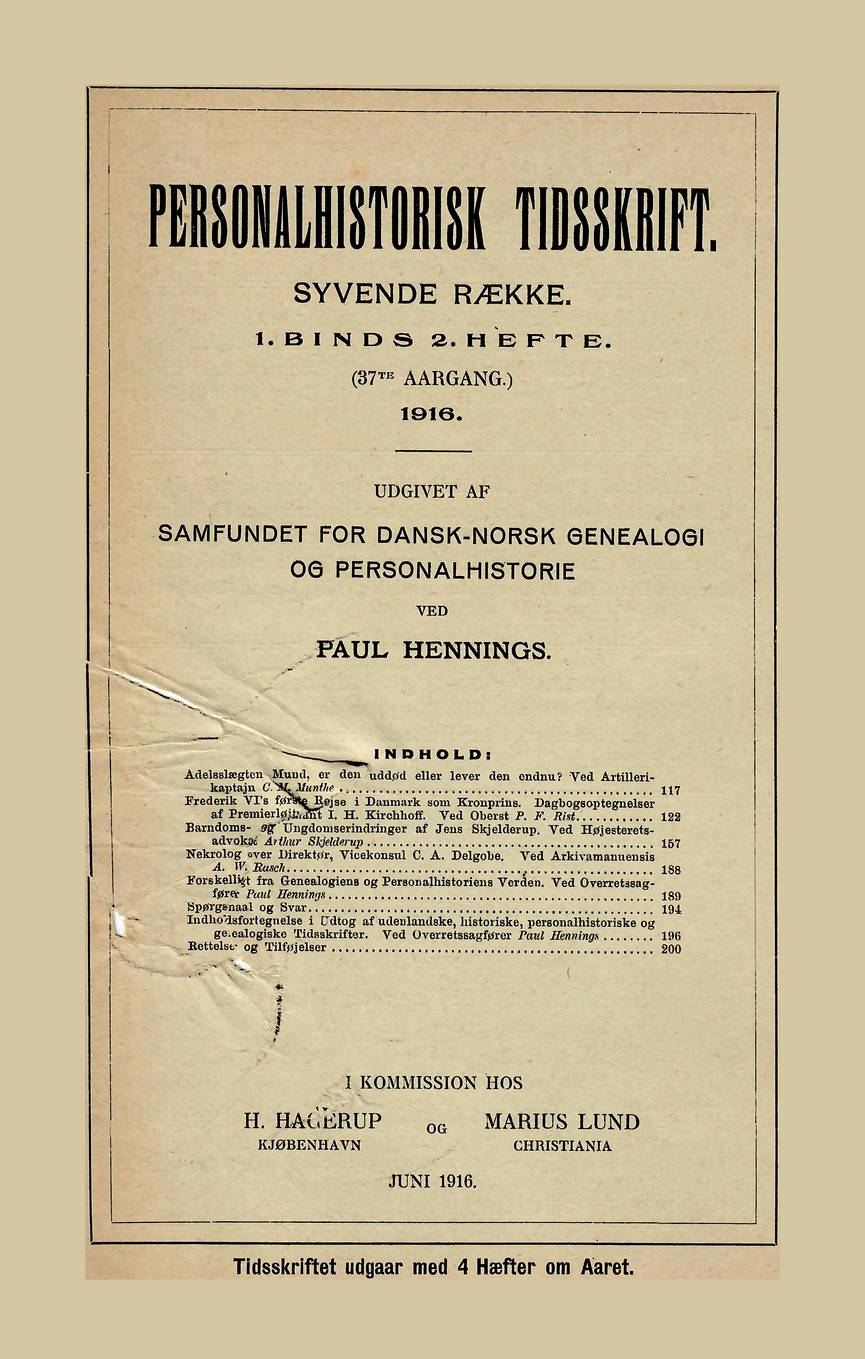 PERSONALHISTORISK TIDSSKRIFT.
SYVENDE RÆKKE.
1. BINDS 2. HEFTE.
(37TE AARGANG.)
1916.
UDGIVET AF
SAMFUNDET FOR DANSK-NORSK GENEALOGI
OG PERSONALHISTORIE
VED
PAUL HENNINGS.
INDHOLD:
Adelsslægten Mund, er den uddød eller lever den endnu? Ved Artilleri-
kaptajn C. M. Munthe 117
Frederik VI's første Rejse i Danmark som Kronprins. Dagbogsoptegnelser
af Premierløjtnant I. H. Kirchhoff. Ved Oberst P. F. Rist 122
Barndoms- og Ungdomserindringer af Jens Skjelderup. Ved Højesterets-
advokat Arthur Skjelderup 157
Nekrolog over Direktør, Vicekonsul C. A. Delgobe. Ved Arkivamanuensis
A. W. Rasch 188
Forskelligt fra Genealogiens og Personalhistoriens Verden. Ved Overretssag-
fører Paul Hennings 189
Spørgsmaal og Svar 194
Indholdsfortegnelse i Udtog af udenlandske, historiske, personalhistoriske og
genealogiske Tidsskrifter. Ved Overretssagfører Paul Hennings 196
Rettelser og Tilføjelser 200
I KOMMISSION HOS
H. HAGERUP OG MARIUS LUND
KJØBENHAVN CHRISTIANIA
JUNI 1916.
Tidsskriftet udgaar med 4 Hæfter om Aaret.